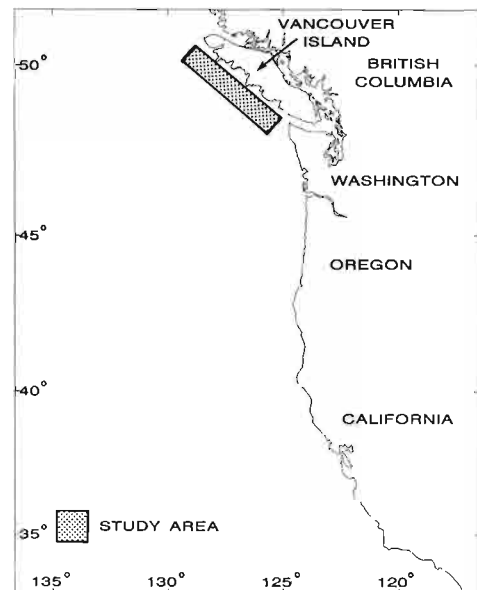 VANCOUVER
ISLAND
50°
BRITISH
COLUMBIA
WASHINGTON
45°
OREGON
40°
CALIFORNIA
STUDY AREA
35°
135° 130° 125° 120°